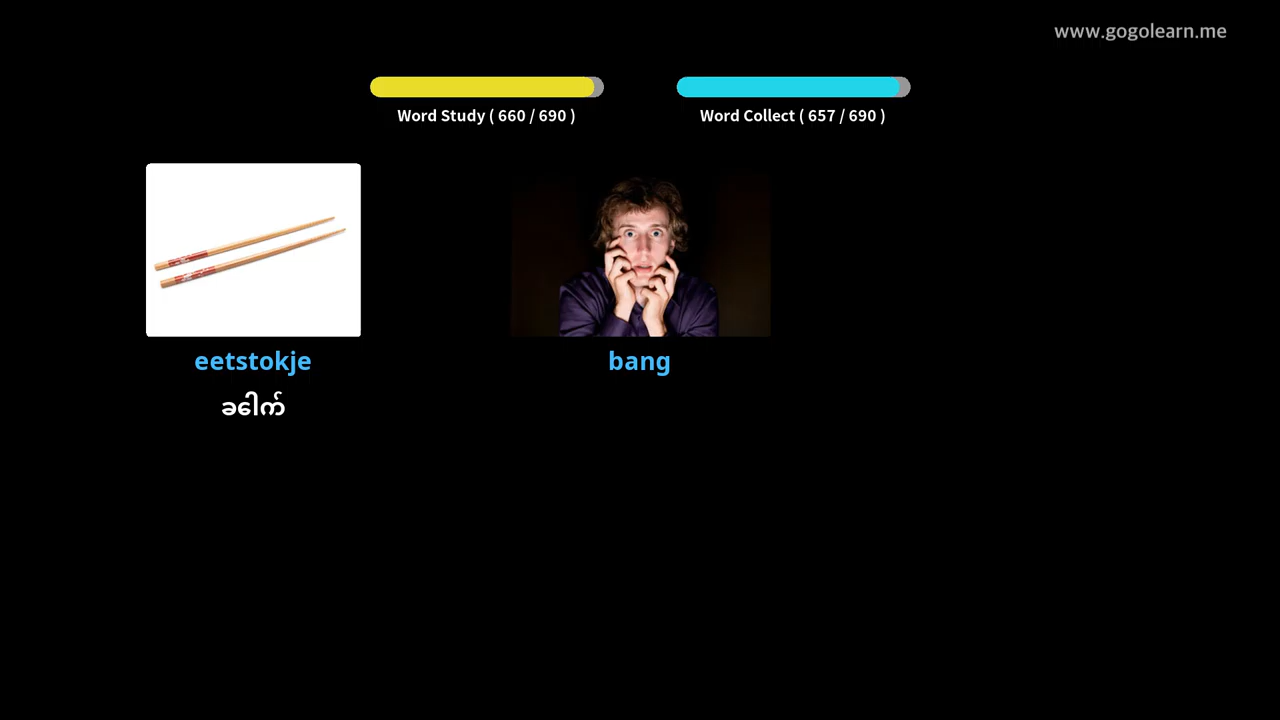 www.gogolearn.me
Word Study ( 660 / 690 )
Word Collect ( 657 / 690 )
eetstokje
bang
ခေါက်